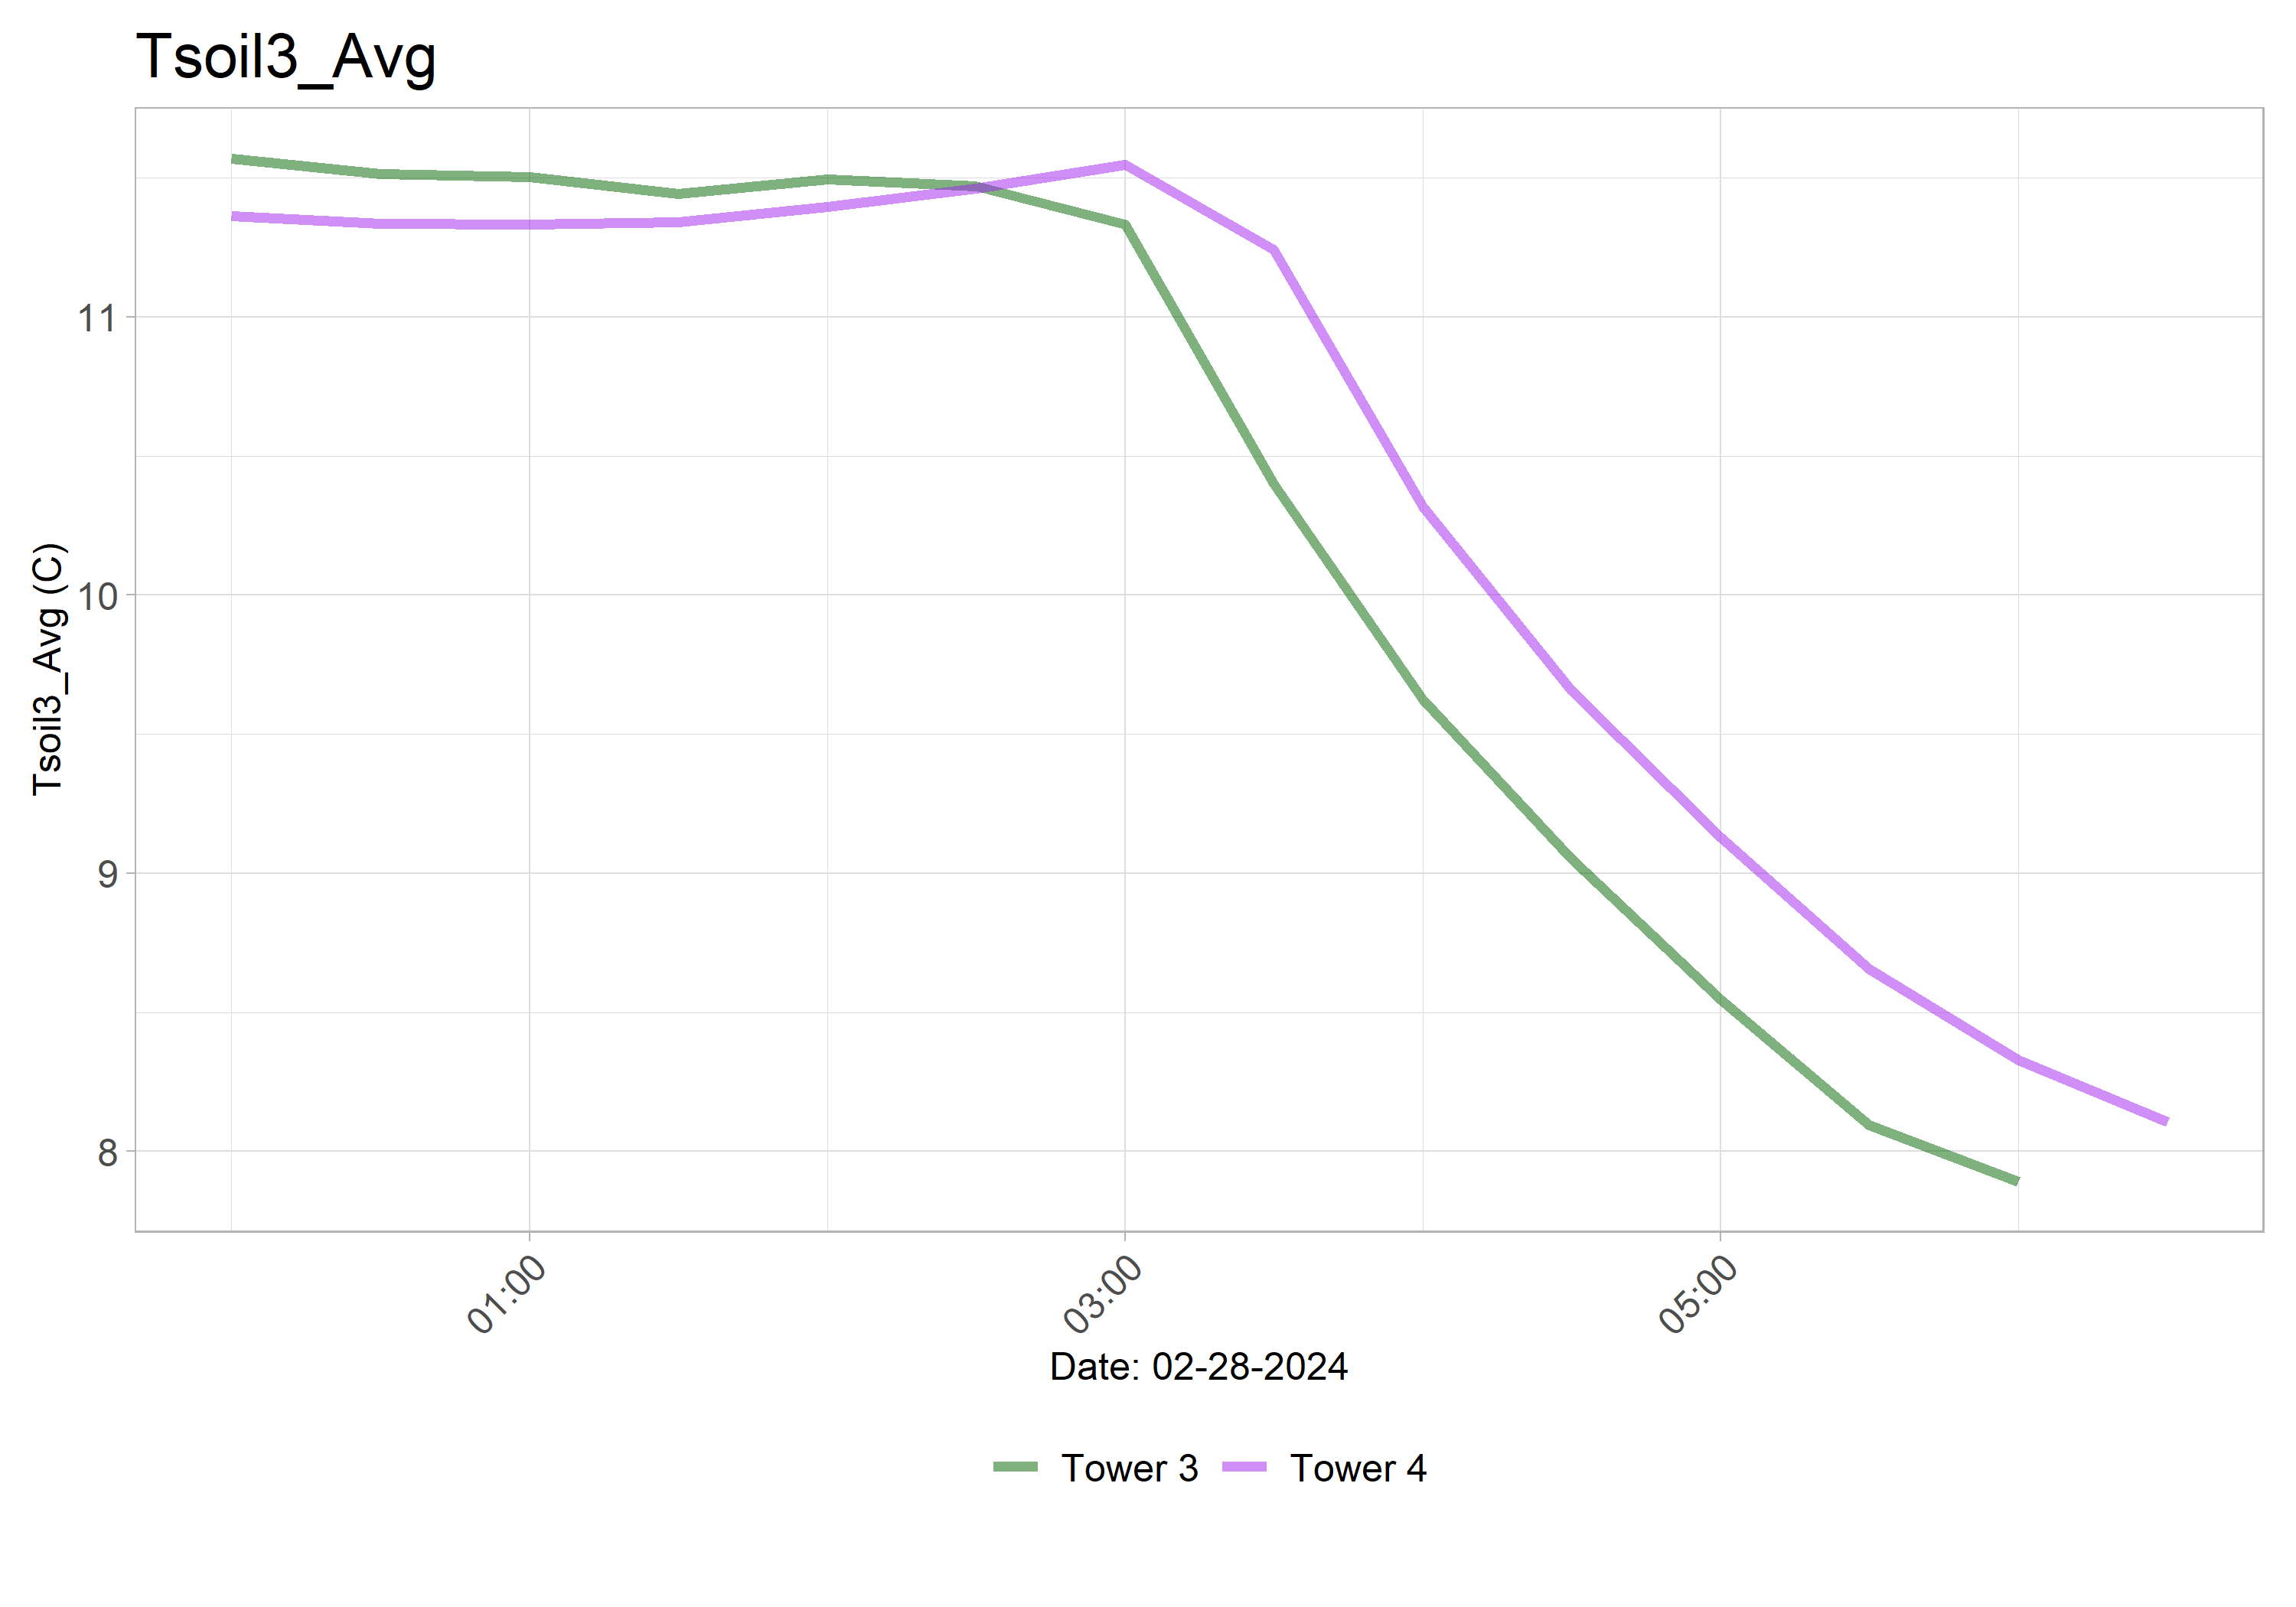 Tsoil3_Avg
Tsoil3_Avg (C)
11
10
9
8
01:00 03:00 05:00
Date: 02-28-2024
Tower 3 Tower 4